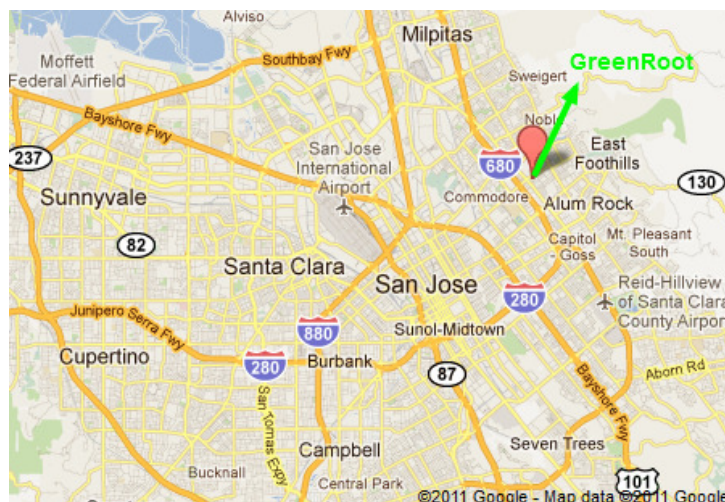 Alviso
Milpitas
Moffett
Federal Airfield
Southbay Fwy
GreenRoot
Sweigert
Bayshore Fwy
Noble
San Jose
International
Airport
East
Foothills
237
680
130
Sunnyvale
Commodore
Alum Rock
82
Capitol
- Goss
Mt. Pleasant
South
Santa Clara
San Jose
280
Reid-Hillview
of Santa Clara
County Airport
Junipero Serra Fwy
880
Sunol-Midtown
Cupertino
280
Burbank
87
Bayshore Fwy
Aborn Rd
San Tomas Expy
Campbell
Seven Trees
Bucknall
101
Central Park
©2011 Google - Map data ©2011 Google